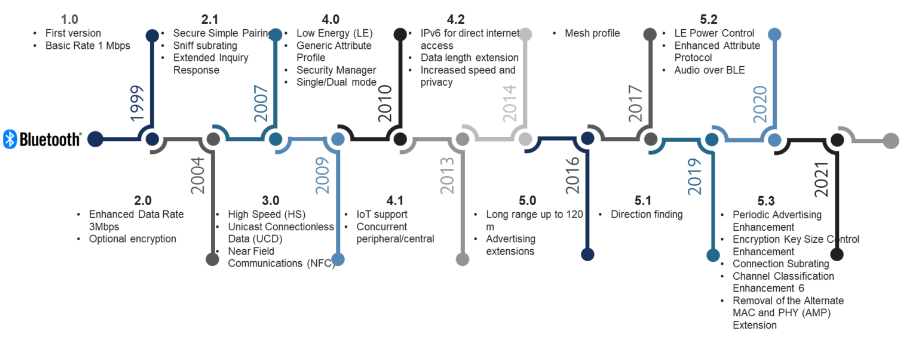 1.0
• First version
• Basic Rate 1 Mbps
1999
2.1
• Secure Simple Pairing
• Sniff subrating
• Extended Inquiry
Response
2007
4.0
• Low Energy (LE)
• Generic Attribute
Profile
• Security Manager
• Single/Dual mode
2010
4.2
• IPv6 for direct internet
access
• Data length extension
• Increased speed and
privacy
2014
• Mesh profile
2017
5.2
• LE Power Control
• Enhanced Attribute
Protocol
• Audio over BLE
2020
Bluetooth®
2004
2.0
• Enhanced Data Rate
3Mbps
• Optional encryption
2009
3.0
• High Speed (HS)
• Unicast Connectionless
Data (UCD)
• Near Field
Communications (NFC)
2013
4.1
• IoT support
• Concurrent
peripheral/central
2016
5.0
• Long range up to 120
m
• Advertising
extensions
2019
5.1
• Direction finding
2021
5.3
• Periodic Advertising
Enhancement
• Encryption Key Size Control
Enhancement
• Connection Subrating
• Channel Classification
Enhancement 6
• Removal of the Alternate
MAC and PHY (AMP)
Extension